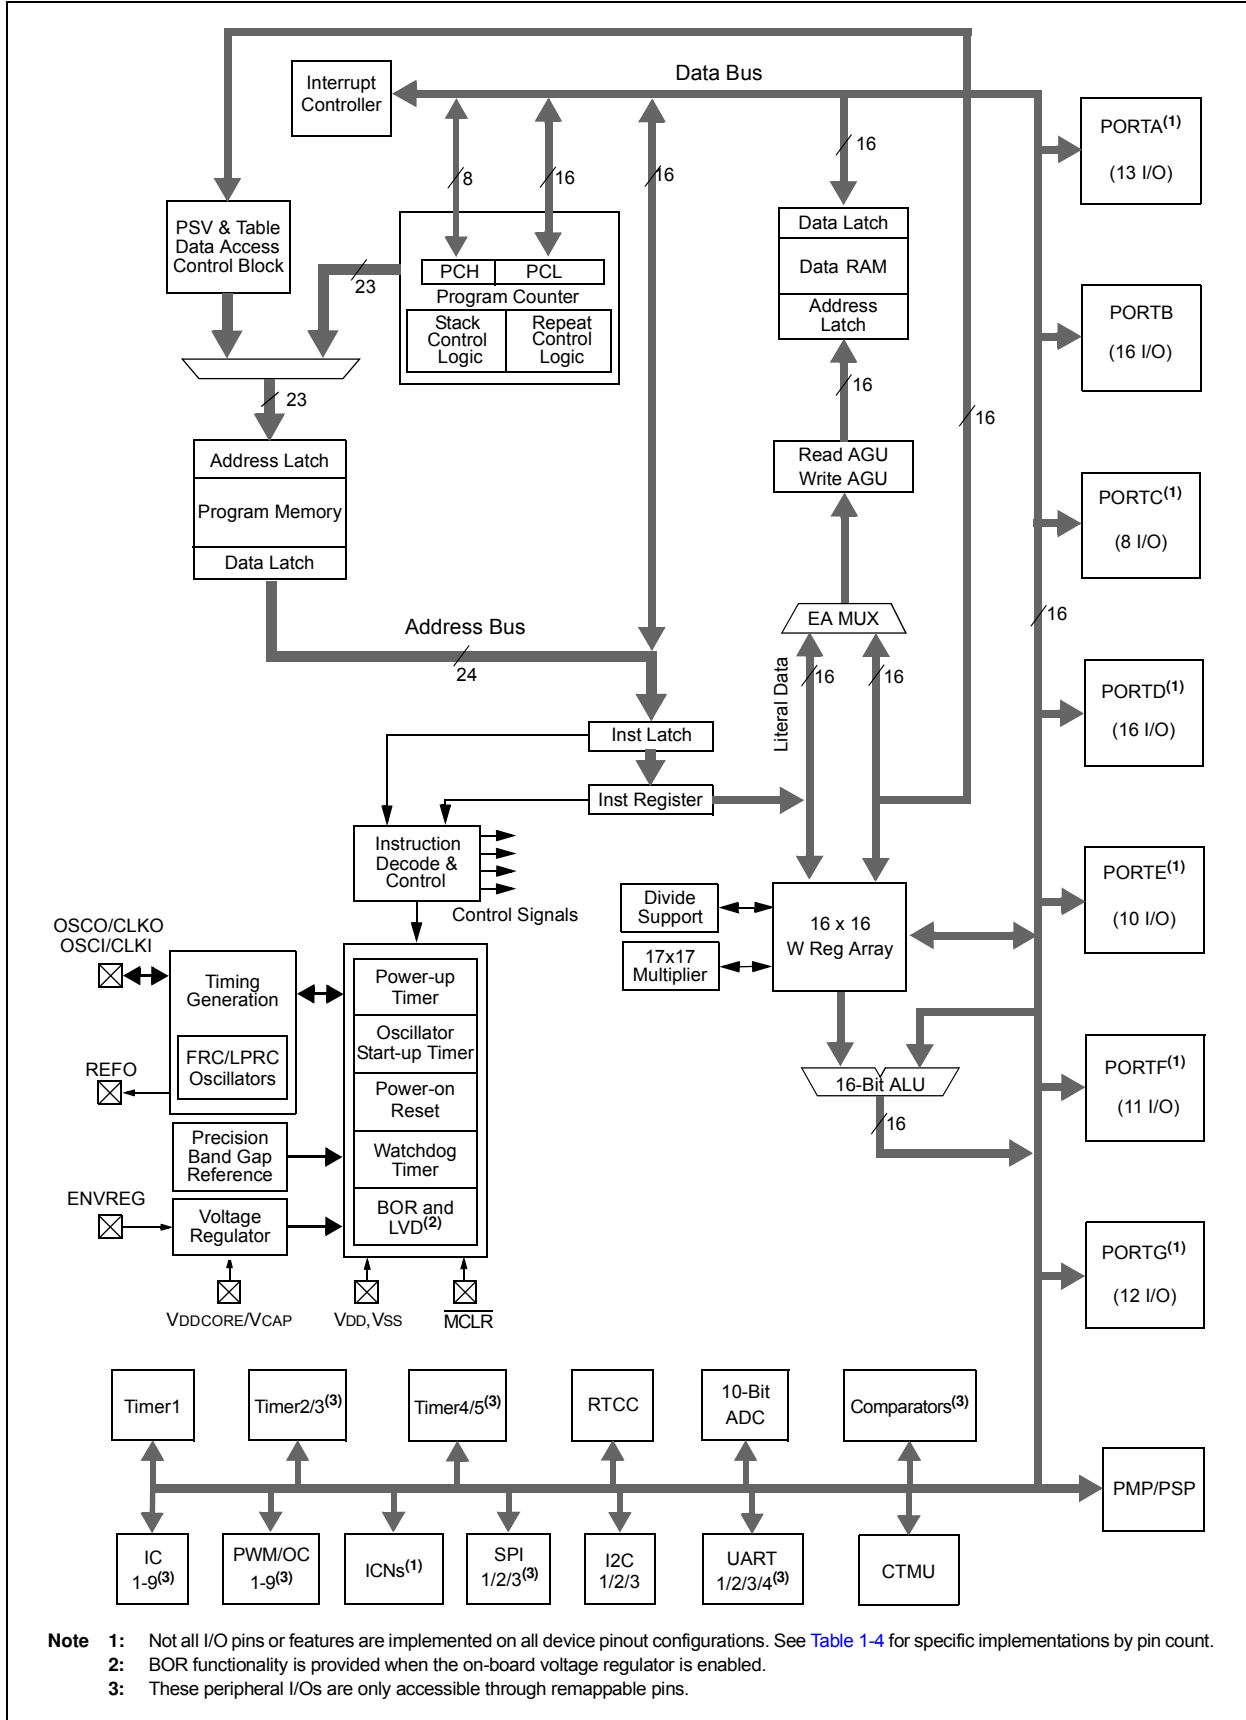 Data Bus
Interrupt
Controller
PORTA(1)
(13 I/O)
16
8
16
16
PSV & Table
Data Access
Control Block
Data Latch
Data RAM
Address
Latch
23
PCH
PCL
Program Counter
Stack
Control
Logic
Repeat
Control
Logic
PORTB
(16 I/O)
16
23
16
Address Latch
Program Memory
Data Latch
Read AGU
Write AGU
PORTC(1)
(8 I/O)
EA MUX
16
Address Bus
24
Literal Data
16
16
PORTD(1)
(16 I/O)
Inst Latch
Inst Register
Instruction
Decode &
Control
Control Signals
Divide
Support
17x17
Multiplier
16 x 16
W Reg Array
PORTE(1)
(10 I/O)
OSCO/CLKO
OSCI/CLKI
Timing
Generation
FRC/LPRC
Oscillators
REFO
Power-up
Timer
Oscillator
Start-up Timer
Power-on
Reset
Watchdog
Timer
BOR and
LVD(2)
16-Bit ALU
16
PORTF(1)
(11 I/O)
Precision
Band Gap
Reference
ENVREG
Voltage
Regulator
VDDCORE/VCAP
VDD, VSS
MCLR
PORTG(1)
(12 I/O)
Timer1
Timer2/3(3)
Timer4/5(3)
RTCC
10-Bit
ADC
Comparators(3)
PMP/PSP
IC
1-9(3)
PWM/OC
1-9(3)
ICNs(1)
SPI
1/2/3(3)
I2C
1/2/3
UART
1/2/3/4(3)
CTMU
Note 1: Not all I/O pins or features are implemented on all device pinout configurations. See Table 1-4 for specific implementations by pin count.
2: BOR functionality is provided when the on-board voltage regulator is enabled.
3: These peripheral I/Os are only accessible through remappable pins.